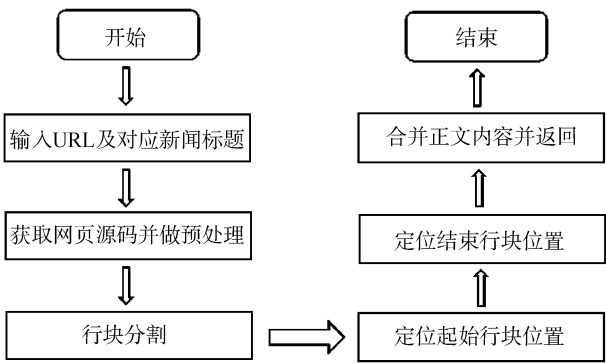 开始
输入URL及对应新闻标题
获取网页源码并做预处理
行块分割
定位起始行块位置
定位结束行块位置
合并正文内容并返回
结束